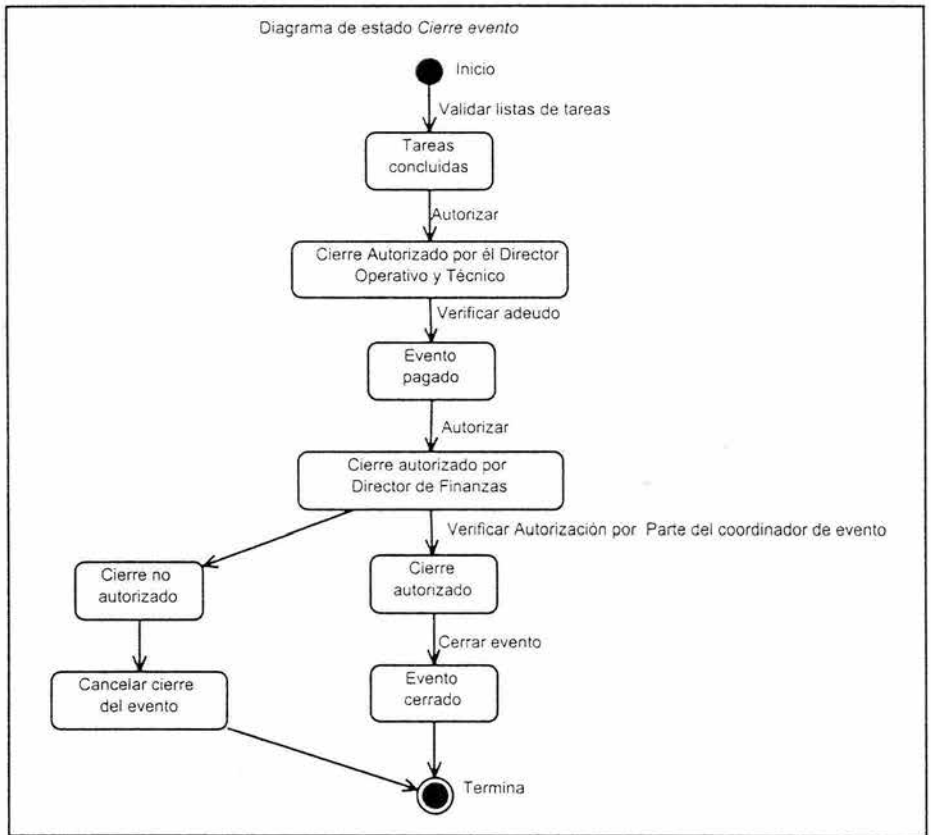 Diagrama de estado Cierre evento
Inicio
Validar listas de tareas
Tareas
concluidas
Autorizar
Cierre Autorizado por él Director
Operativo y Técnico
Verificar adeudo
Evento
pagado
Autorizar
Cierre autorizado por
Director de Finanzas
Verificar Autorización por Parte del coordinador de evento
Cierre no
autorizado
Cierre
autorizado
Cerrar evento
Cancelar cierre
del evento
Evento
cerrado
Termina